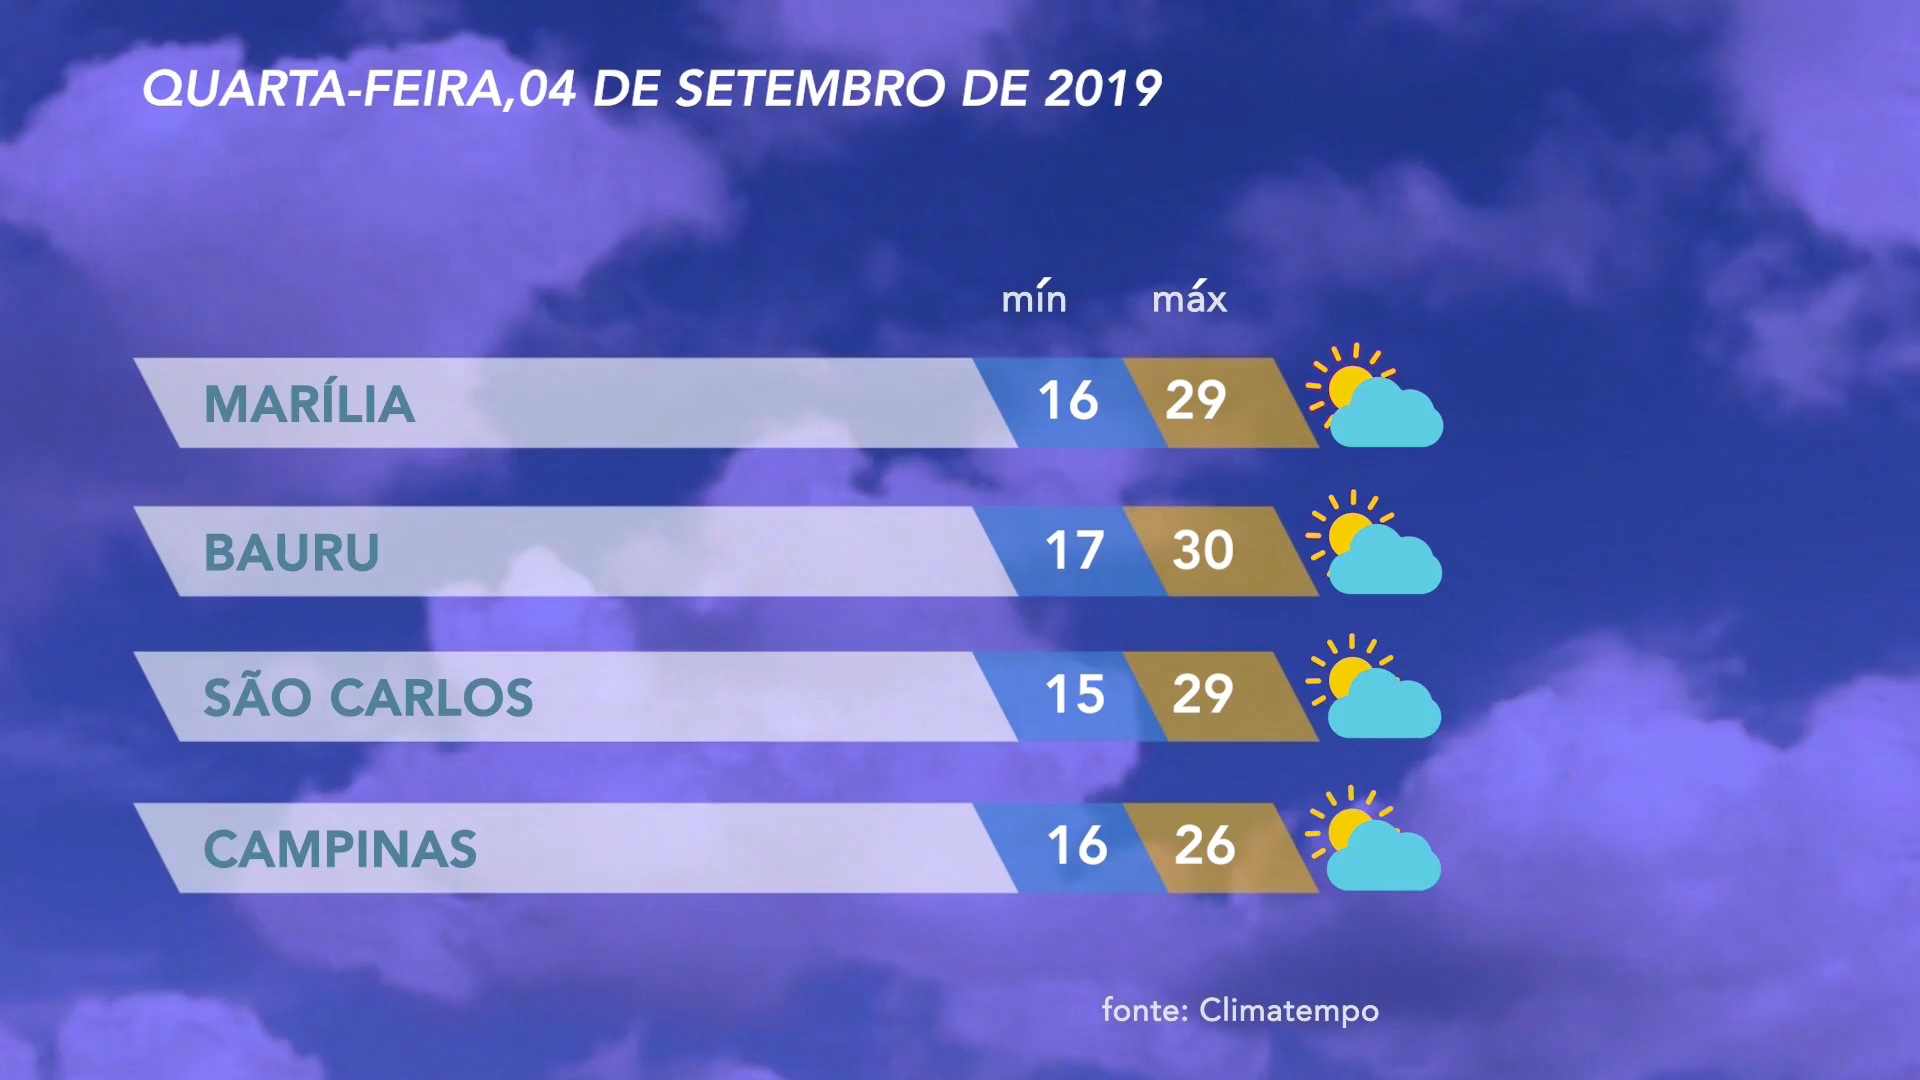 QUARTA-FEIRA,04 DE SETEMBRO DE 2019
mín máx
MARÍLIA 16 29
BAURU 17 30
SÃO CARLOS 15 29
CAMPINAS 16 26
fonte: Climatempo